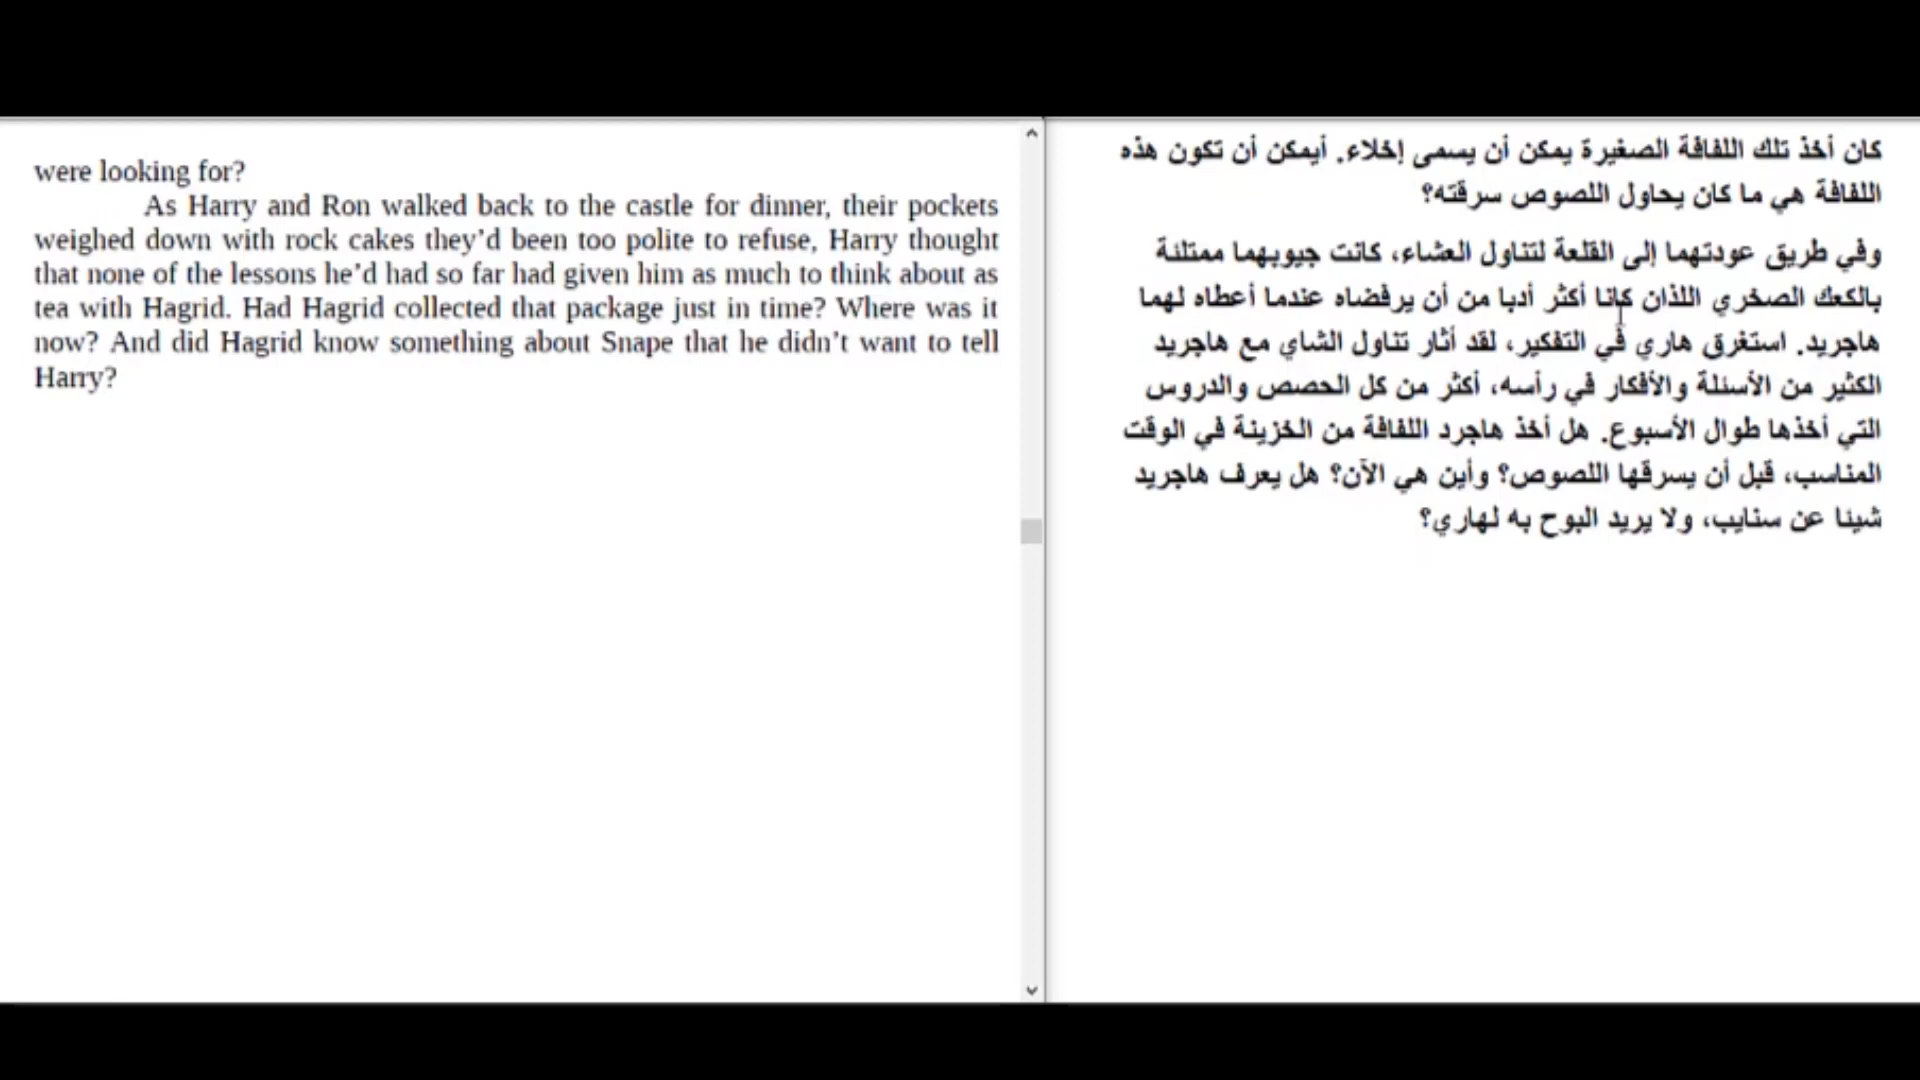 were looking for?
As Harry and Ron walked back to the castle for dinner, their pockets
weighed down with rock cakes they’d been too polite to refuse, Harry thought
that none of the lessons he’d had so far had given him as much to think about as
tea with Hagrid. Had Hagrid collected that package just in time? Where was it
now? And did Hagrid know something about Snape that he didn’t want to tell
Harry?
كان أخذ تلك اللفافة الصغيرة يمكن أن يسمى إخلاء. أيمكن أن تكون هذه
اللفافة هي ما كان يحاول اللصوص سرقته؟
وفي طريق عودتهما إلى القلعة لتناول العشاء، كانت جيوبهما ممتلئة
بالكعك الصخري اللذان كانا أكثر أدبا من أن يرفضاه عندما أعطاه لهما
هاجريد. استغرق هاري في التفكير، لقد أثار تناول الشاي مع هاجريد
الكثير من الأسئلة والأفكار في رأسه، أكثر من كل الحصص والدروس
التي أخذها طوال الأسبوع. هل أخذ هاجرد اللفافة من الخزينة في الوقت
المناسب، قبل أن يسرقها اللصوص؟ وأين هي الآن؟ هل يعرف هاجريد
شيئا عن سنايب، ولا يريد البوح به لهاري؟